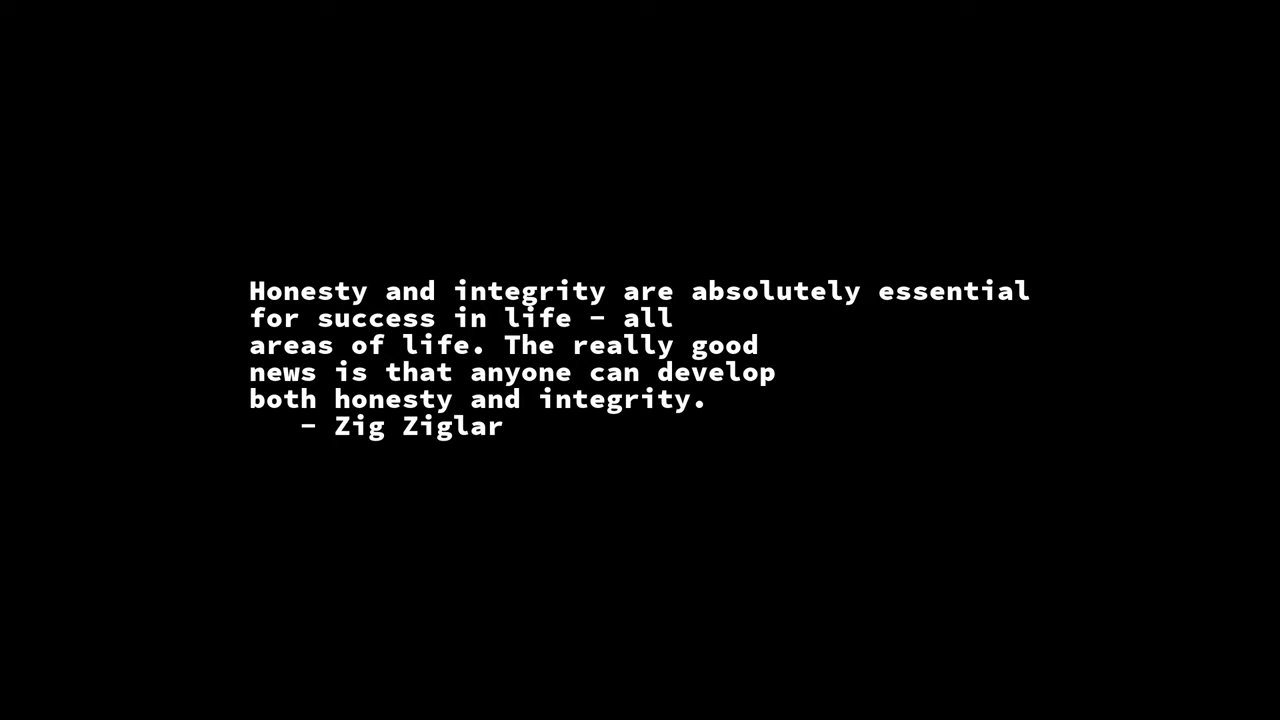 Honesty and integrity are absolutely essential
for success in life - all
areas of life. The really good
news is that anyone can develop
both honesty and integrity.
- Zig Ziglar